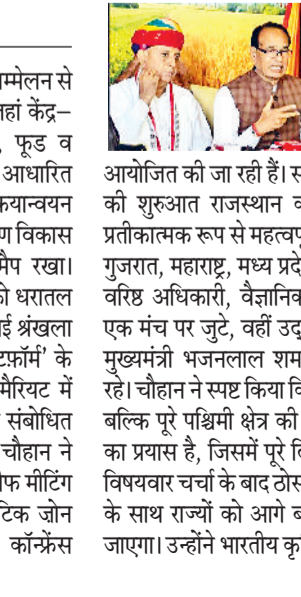 म्मेलन से
जहां केंद्र–
, फूड व
आधारित
कयान्वयन
ण विकास
मैप रखा।
को धरातल
ई श्रंखला
टफ़ॉर्म' के
मैरियट में
संबोधित
चौहान ने
फ मीटिंग
टिक ज़ोन
कॉन्फ्रेंस
आयोजित की जा रही हैं। स
की शुरुआत राजस्थान व
प्रतीकात्मक रूप से महत्वपू
गुजरात, महाराष्ट्र, मध्य प्रदे
वरिष्ठ अधिकारी, वैज्ञानिक
एक मंच पर जुटे, वहीं उद्
मुख्यमंत्री भजनलाल शम
रहे। चौहान ने स्पष्ट किया वि
बल्कि पूरे पश्चिमी क्षेत्र की
का प्रयास है, जिसमें पूरे वि
विषयवार चर्चा के बाद ठोस
के साथ राज्यों को आगे ब
जाएगा। उन्होंने भारतीय कृ